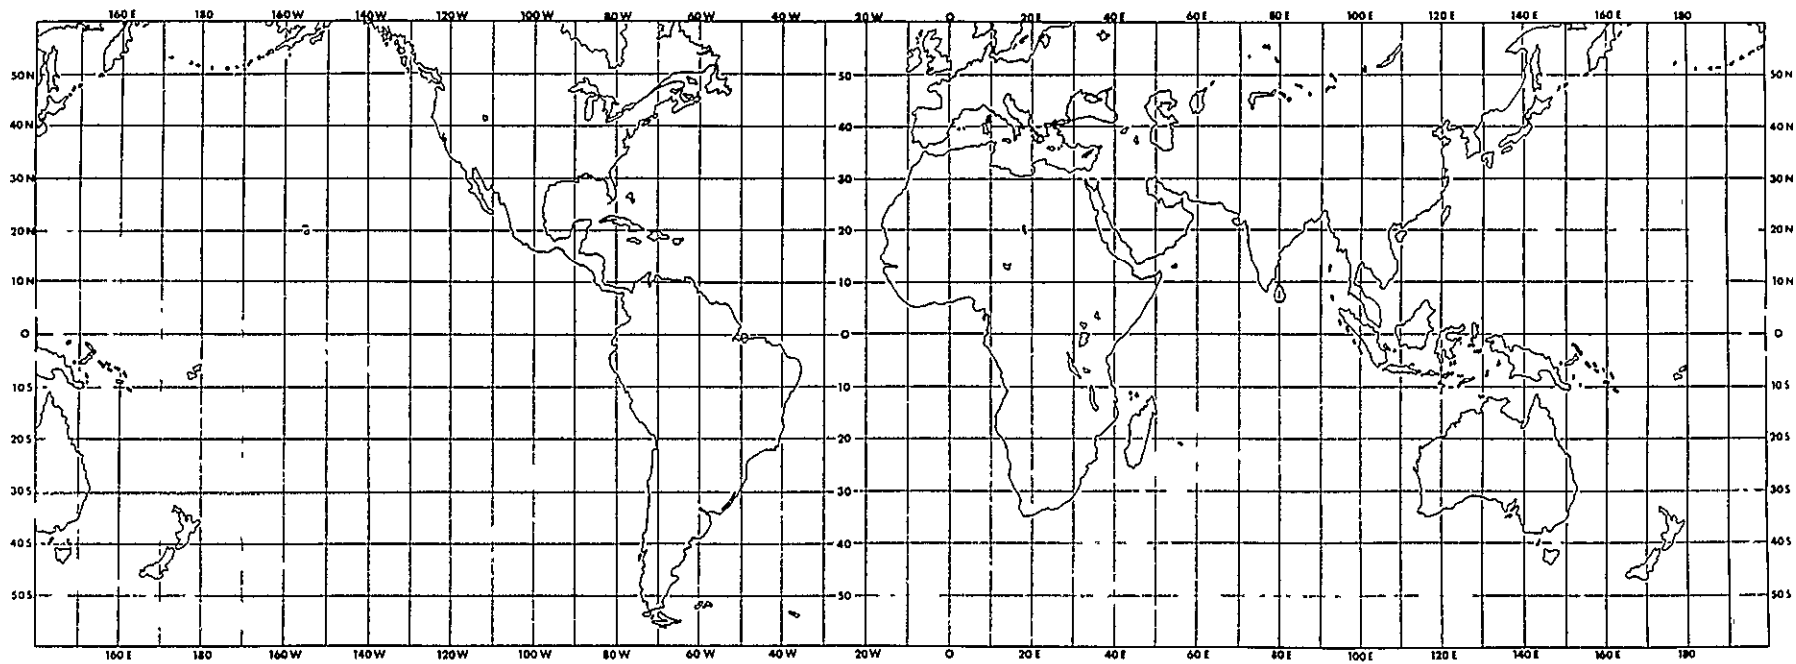 160 E 180 160 W 140 W 120 W 100 W 80 W 60 W 40 W 20 W 0 20 E 40 E 60 E 80 E 100 E 120 E 140 E 160 E 180
50 N 50 50 N
40 N 40 40 N
30 N 30 30 N
20 N 20 20 N
10 N 10 10 N
0 0 0
10 S 10 10 S
20 S 20 20 S
30 S 30 30 S
40 S 40 40 S
50 S 50 50 S
160 E 180 160 W 140 W 120 W 100 W 80 W 60 W 40 W 20 W 0 20 E 40 E 60 E 80 E 100 E 120 E 140 E 160 E 180